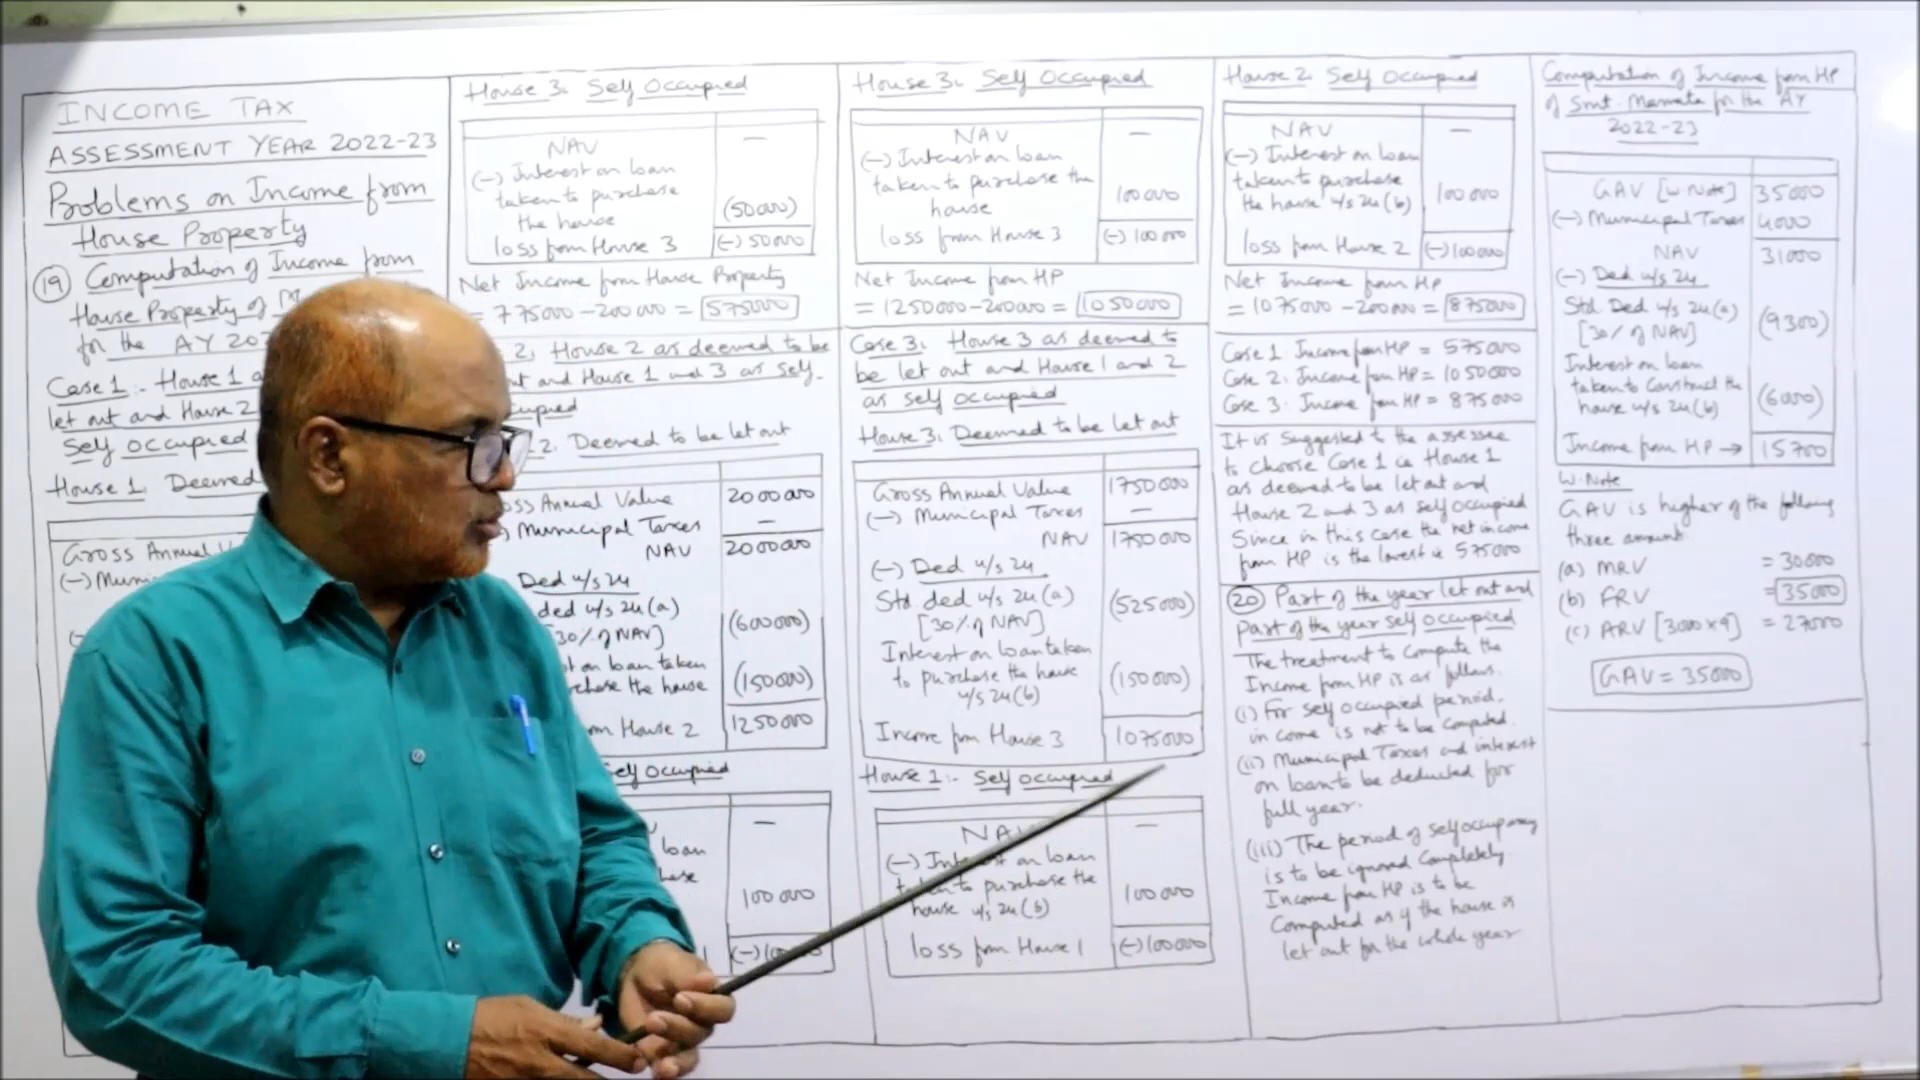 INCOME TAX
ASSESSMENT YEAR 2022-23
Problems on Income from
House Property
(19) Computation of Income from
House Property of
for the AY 20
Case 1:- House 1 a
let out and House 2
Self occupied
House 1. Deemed
Gross Annual V
(-) Muni
House 3. Self Occupied
NAV —
(-) Interest on loan
taken to purchase
the house (50000)
loss from House 3 (-) 50000
Net Income from House Property
= 775000 - 200000 = 575000
2. House 2 as deemed to be
out and House 1 and 3 as self
cupied
2. Deemed to be let out
oss Annual Value 2000000
) Municipal Taxes —
NAV 2000000
Ded u/s 24
ded u/s 24(a)
[30% of NAV] (600000)
st on loan taken
rchase the house (150000)
om House 2 1250000
Self occupied
—
loan
hase 100000
(-) 100000
House 3. Self Occupied
NAV —
(-) Interest on loan
taken to purchase the
house 100000
loss from House 3 (-) 100000
Net Income from HP
= 1250000 - 200000 = 1050000
Case 3. House 3 as deemed to
be let out and House 1 and 2
as self occupied
House 3. Deemed to be let out
Gross Annual Value 1750000
(-) Municipal Taxes —
NAV 1750000
(-) Ded u/s 24
Std. ded u/s 24(a)
[30% of NAV] (525000)
Interest on loan taken
to purchase the house
u/s 24(b) (150000)
Income from House 3 1075000
House 1:- Self occupied
NAV —
(-) Interest on loan
taken to purchase the
house u/s 24(b) 100000
loss from House 1 (-) 100000
House 2 Self Occupied
NAV —
(-) Interest on loan
taken to purchase
the house u/s 24(b) 100000
loss from House 2 (-) 100000
Net Income from HP
= 1075000 - 200000 = 875000
Case 1 Income from HP = 575000
Case 2. Income from HP = 1050000
Case 3. Income from HP = 875000
It is suggested to the assessee
to choose Case 1 ie House 1
as deemed to be let out and
House 2 and 3 as self occupied
Since in this case the net income
from HP is the lowest ie 575000
(20) Part of the year let out and
part of the year self occupied
The treatment to compute the
Income from HP is as follows.
(i) For self occupied period,
income is not to be computed.
(ii) Municipal Taxes and interest
on loan to be deducted for
full year.
(iii) The period of self occupancy
is to be ignored completely
Income from HP is to be
Computed as if the house is
let out for the whole year
Computation of Income from HP
of Smt. Mamata for the AY
2022-23
GAV [W.Note] 35000
(-) Municipal Taxes 4000
NAV 31000
(-) Ded u/s 24
Std. Ded u/s 24(a)
[30% of NAV] (9300)
Interest on loan
taken to Construct the
house u/s 24(b) (6000)
Income from HP → 15700
W.Note
GAV is higher of the following
three amount.
(a) MRV = 30000
(b) FRV = 35000
(c) ARV [3000x9] = 27000
GAV = 35000